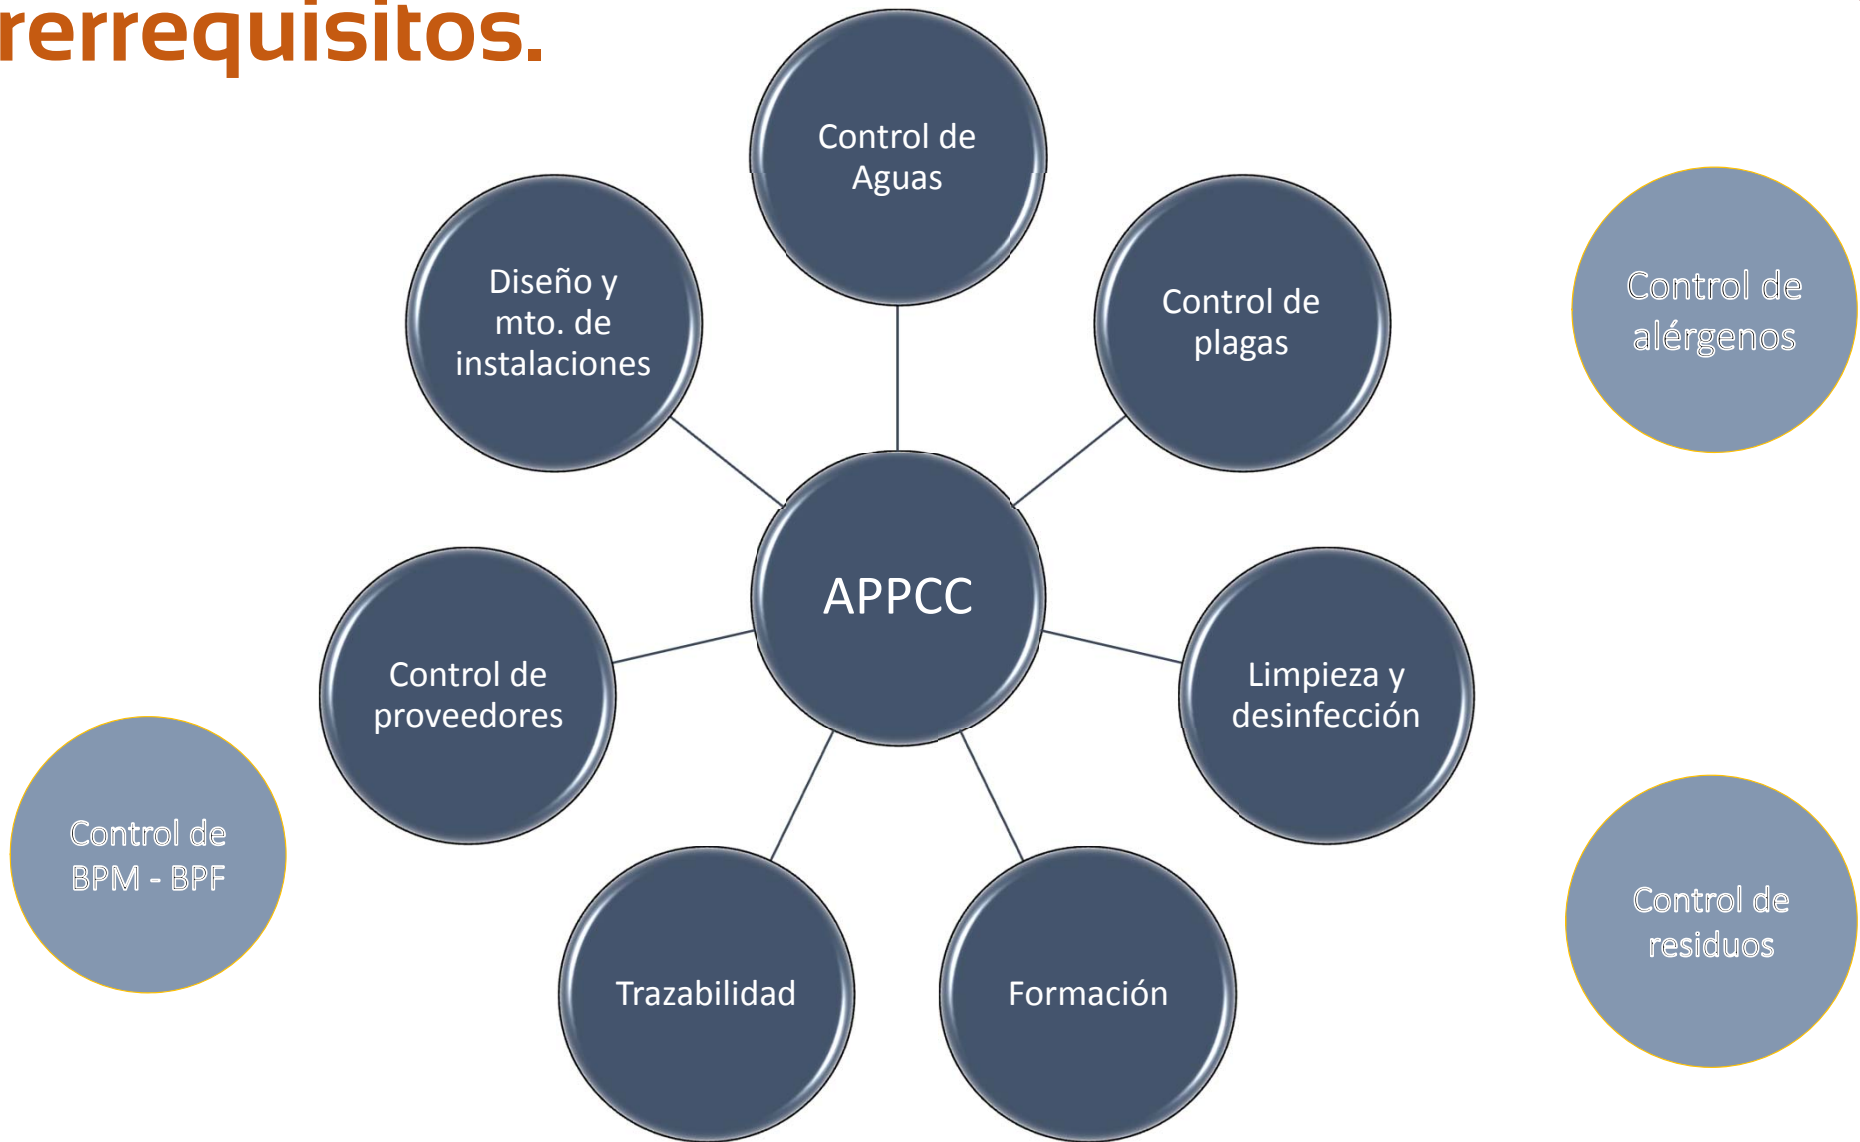 rerrequisitos.
Control de
Aguas
Diseño y
mto. de
instalaciones
Control de
plagas
Control de
alérgenos
APPCC
Control de
proveedores
Limpieza y
desinfección
Control de
BPM - BPF
Control de
residuos
Trazabilidad
Formación